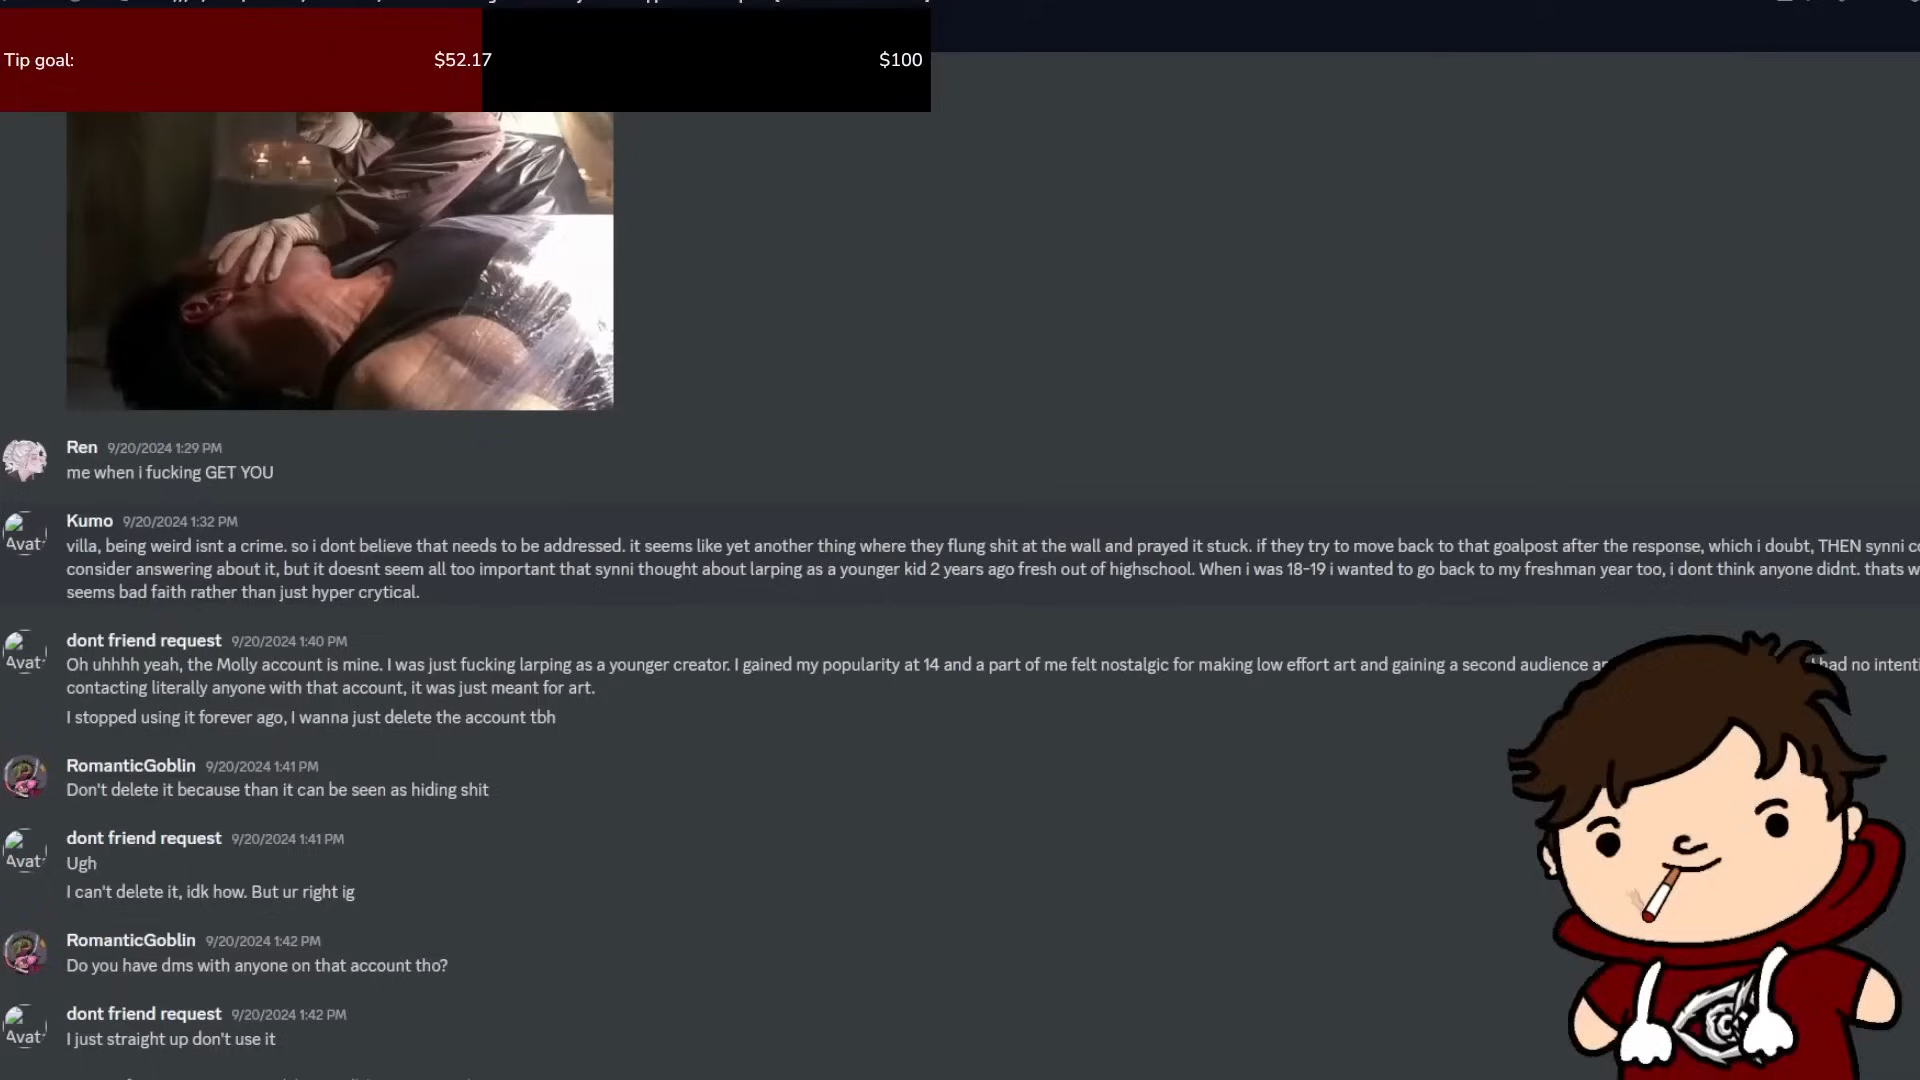 Tip goal: $52.17 $100
Ren 9/20/2024 1:29 PM
me when i fucking GET YOU
Kumo 9/20/2024 1:32 PM
villa, being weird isnt a crime. so i dont believe that needs to be addressed. it seems like yet another thing where they flung shit at the wall and prayed it stuck. if they try to move back to that goalpost after the response, which i doubt, THEN synni
consider answering about it, but it doesnt seem all too important that synni thought about larping as a younger kid 2 years ago fresh out of highschool. When i was 18-19 i wanted to go back to my freshman year too, i dont think anyone didnt. thats
seems bad faith rather than just hyper crytical.
Avat
dont friend request 9/20/2024 1:40 PM
Oh uhhhh yeah, the Molly account is mine. I was just fucking larping as a younger creator. I gained my popularity at 14 and a part of me felt nostalgic for making low effort art and gaining a second audience had no
contacting literally anyone with that account, it was just meant for art.
Avat
I stopped using it forever ago, I wanna just delete the account tbh
RomanticGoblin 9/20/2024 1:41 PM
Don't delete it because than it can be seen as hiding shit
dont friend request 9/20/2024 1:41 PM
Avat
Ugh
I can't delete it, idk how. But ur right ig
RomanticGoblin 9/20/2024 1:42 PM
Do you have dms with anyone on that account tho?
dont friend request 9/20/2024 1:42 PM
Avat
I just straight up don't use it